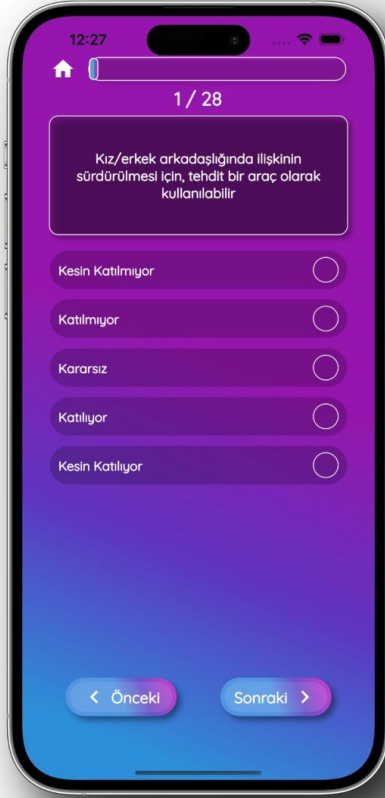 12:27
1 / 28
Kız/erkek arkadaşlığında ilişkinin
sürdürülmesi için, tehdit bir araç olarak
kullanılabilir
Kesin Katılmıyor
Katılmıyor
Kararsız
Katılıyor
Kesin Katılıyor
Önceki
Sonraki